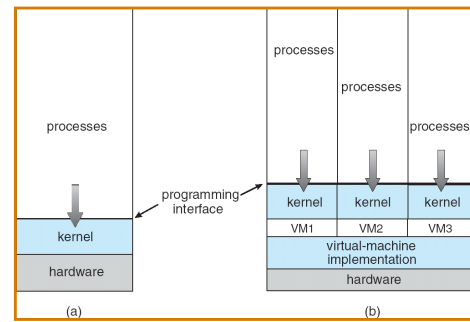 processes
processes
processes
processes
programming
interface
kernel
hardware
kernel
kernel
kernel
VM1
VM2
VM3
virtual-machine
implementation
hardware
(a)
(b)